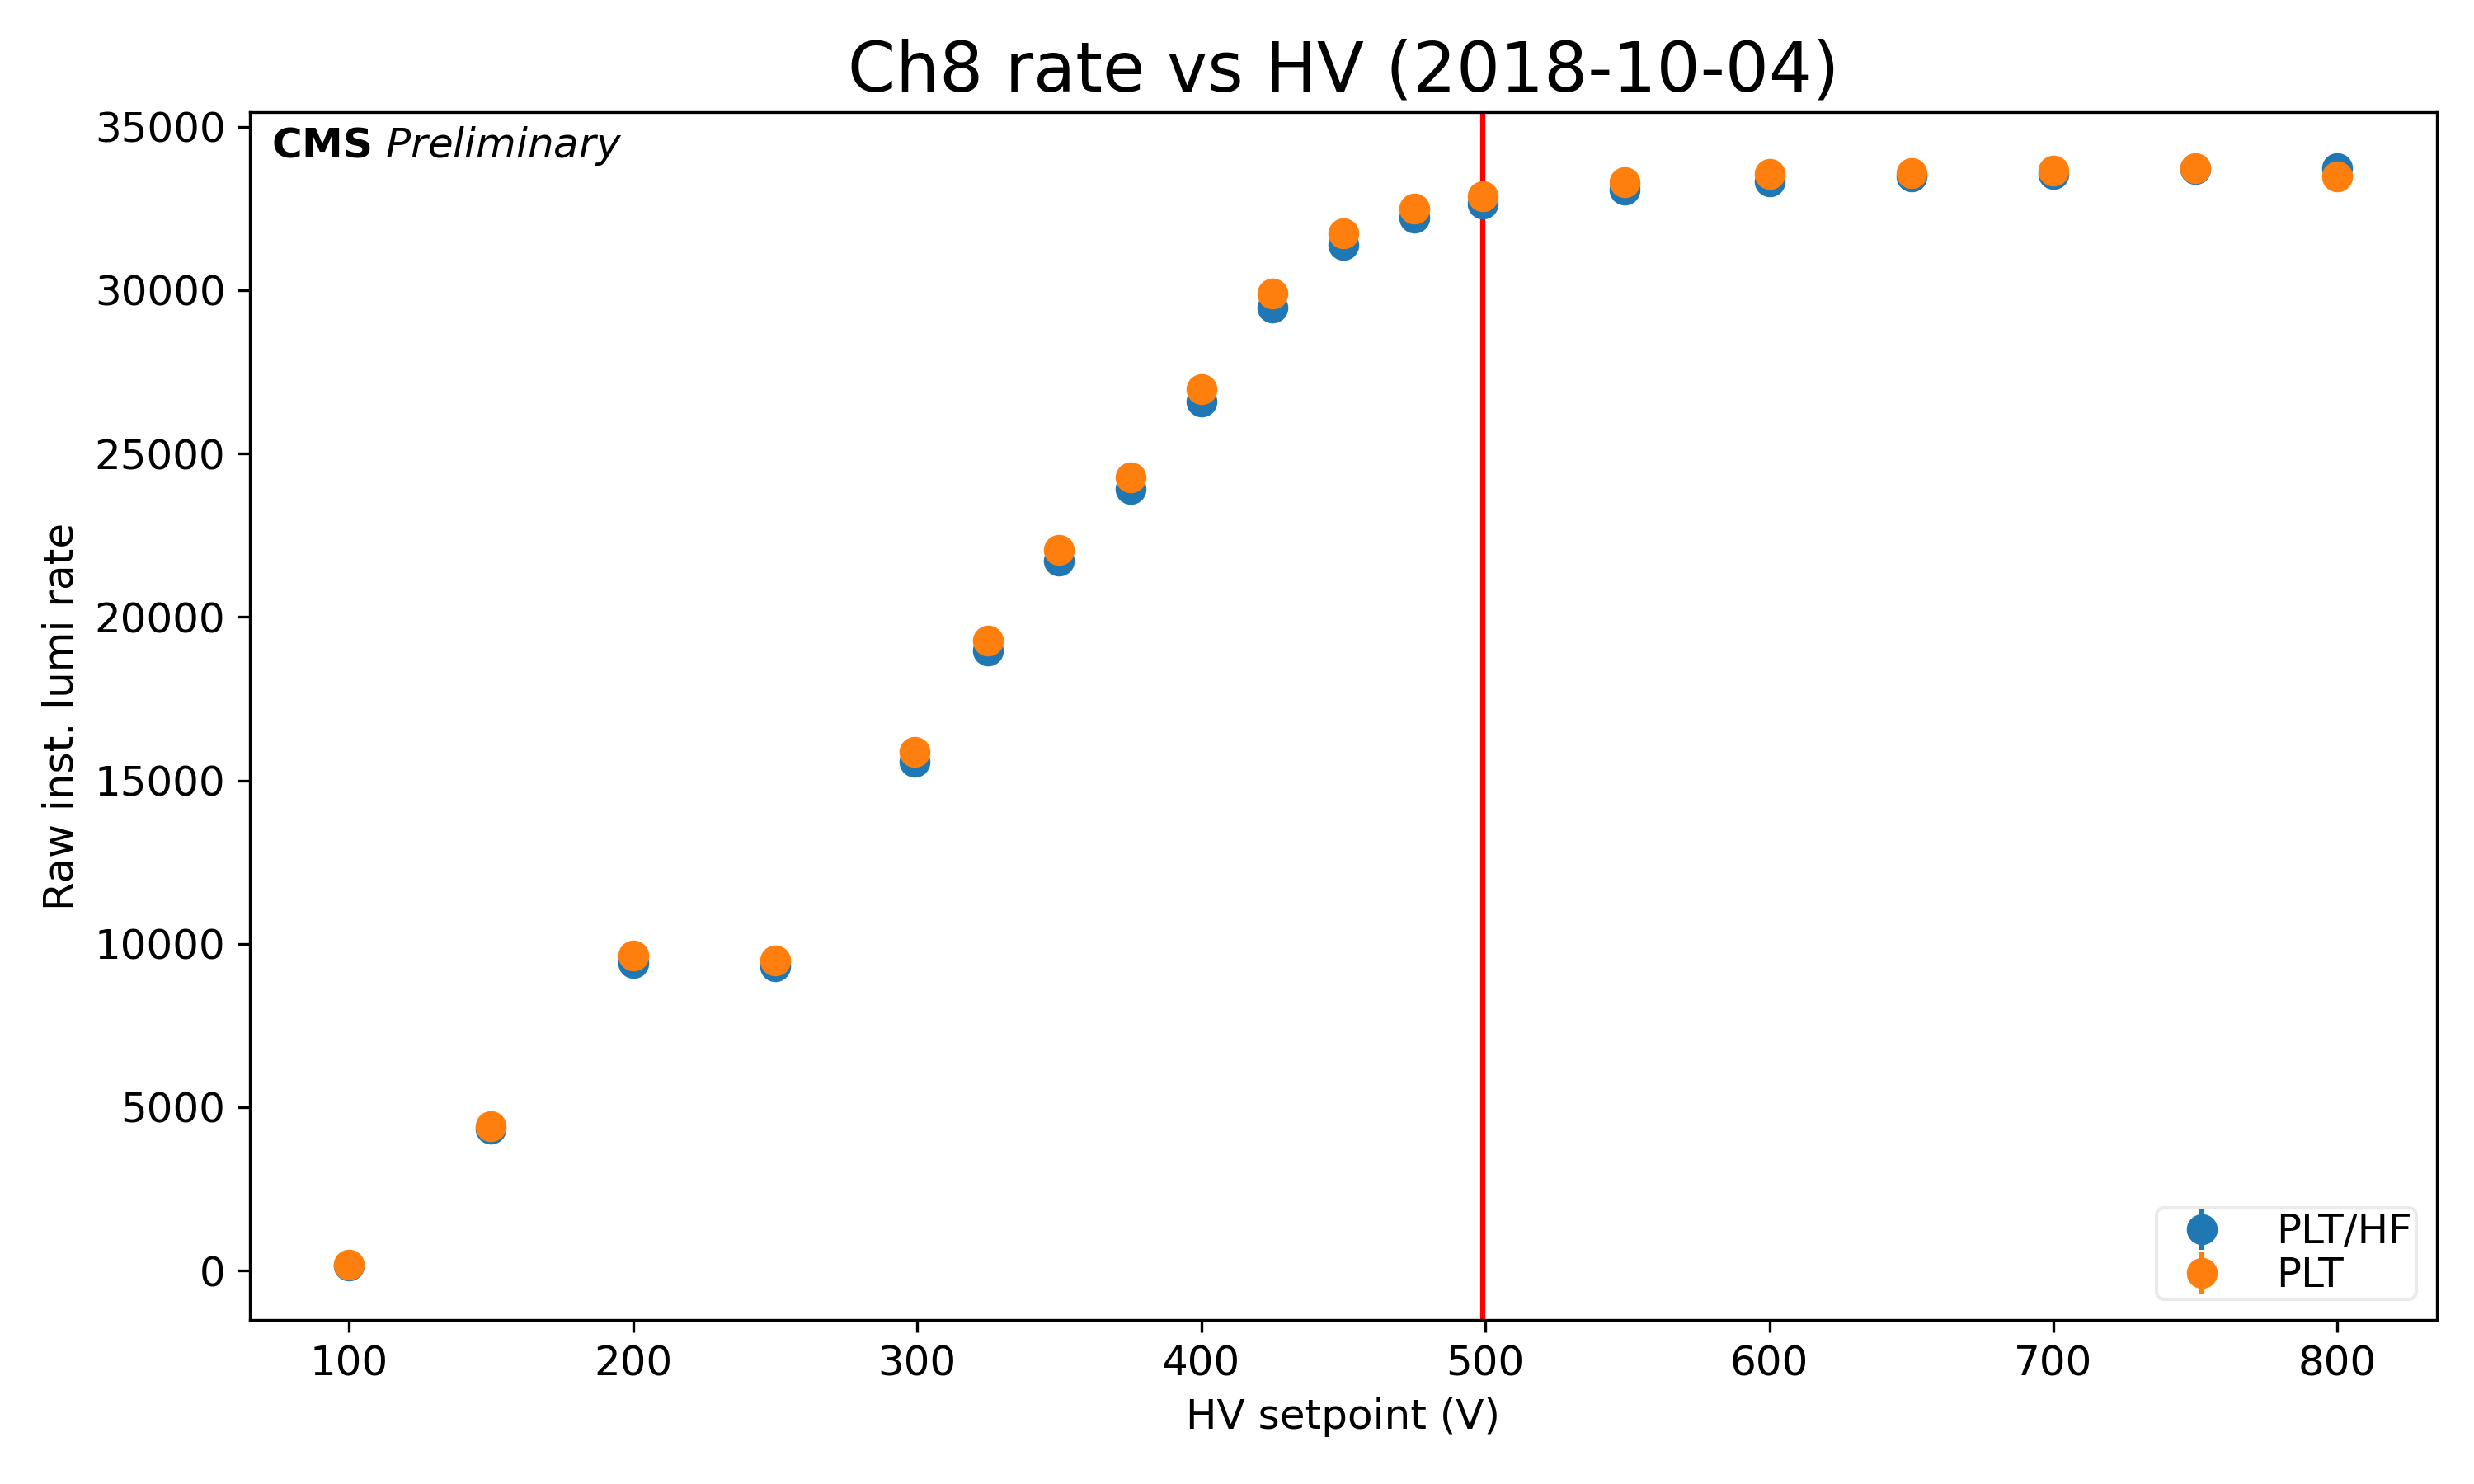 Ch8 rate vs HV (2018-10-04)
CMS Preliminary
35000
30000
25000
20000
15000
10000
5000
0
Raw inst. lumi rate
100 200 300 400 500 600 700 800
HV setpoint (V)
PLT/HF
PLT